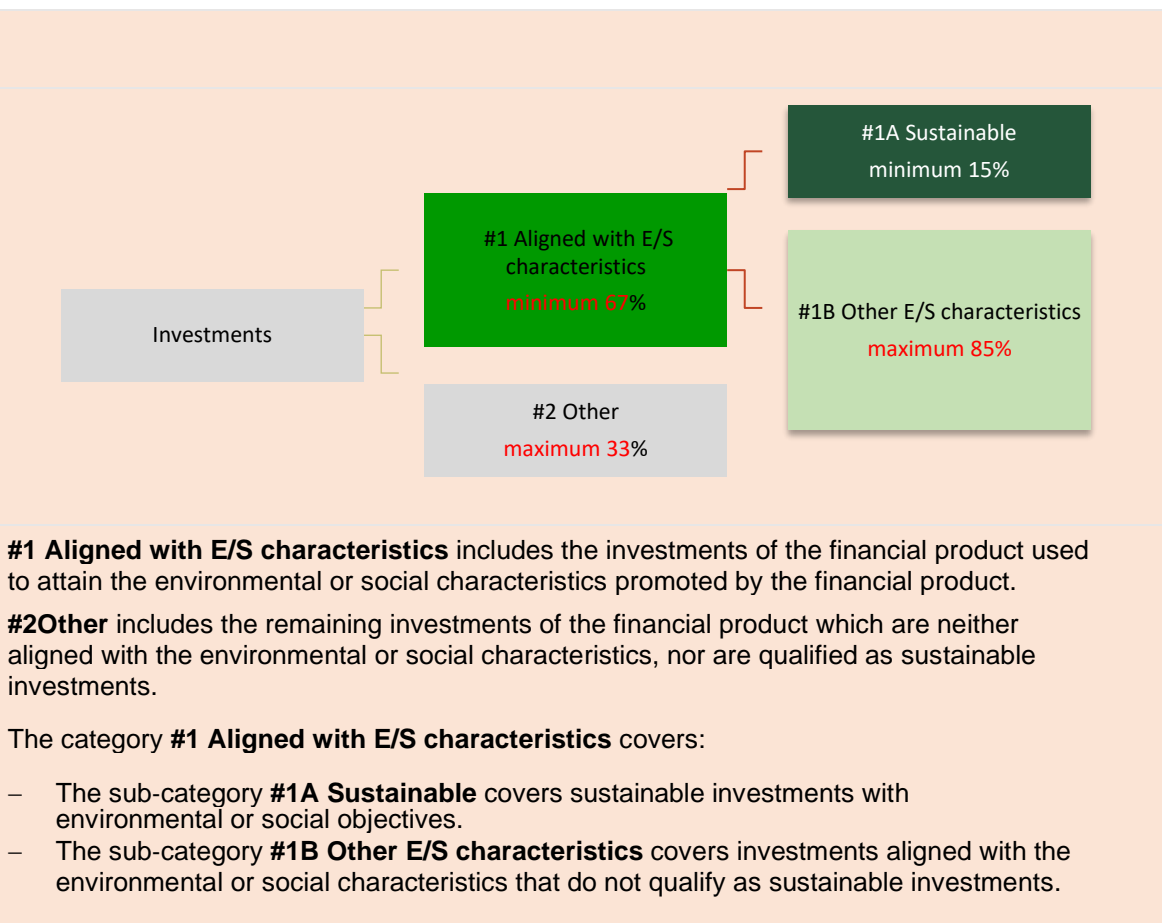 #1A Sustainable
minimum 15%
#1 Aligned with E/S
characteristics
minimum 67%
#1B Other E/S characteristics
maximum 85%
Investments
#2 Other
maximum 33%
#1 Aligned with E/S characteristics includes the investments of the financial product used
to attain the environmental or social characteristics promoted by the financial product.
#2Other includes the remaining investments of the financial product which are neither
aligned with the environmental or social characteristics, nor are qualified as sustainable
investments.
The category #1 Aligned with E/S characteristics covers:
– The sub-category #1A Sustainable covers sustainable investments with
environmental or social objectives.
– The sub-category #1B Other E/S characteristics covers investments aligned with the
environmental or social characteristics that do not qualify as sustainable investments.